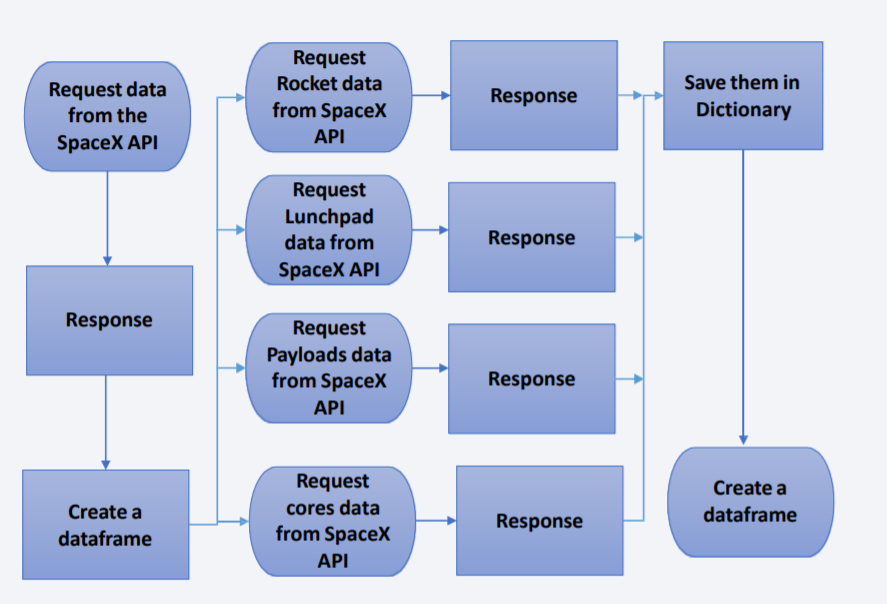 Request data
from the
SpaceX API
Response
Create a
dataframe
Request
Rocket data
from SpaceX
API
Response
Request
Lunchpad
data from
SpaceX API
Response
Request
Payloads data
from SpaceX
API
Response
Request
cores data
from SpaceX
API
Response
Save them in
Dictionary
Create a
dataframe